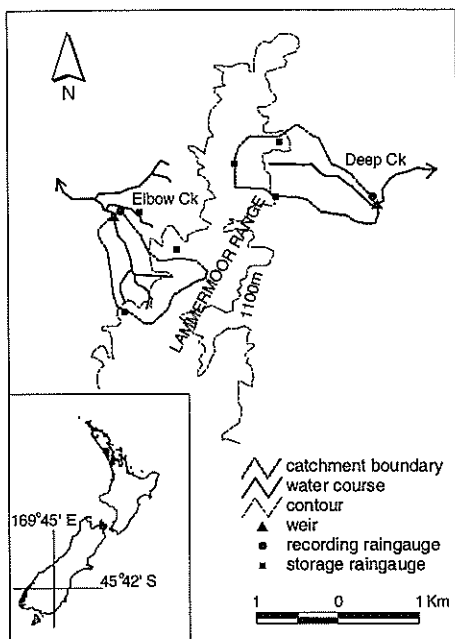 N
Deep Ck
Elbow Ck
LAMMERMOOR RANGE
1100m
catchment boundary
water course
contour
weir
recording raingauge
storage raingauge
169°45' E
45°42' S
1 0 1 Km